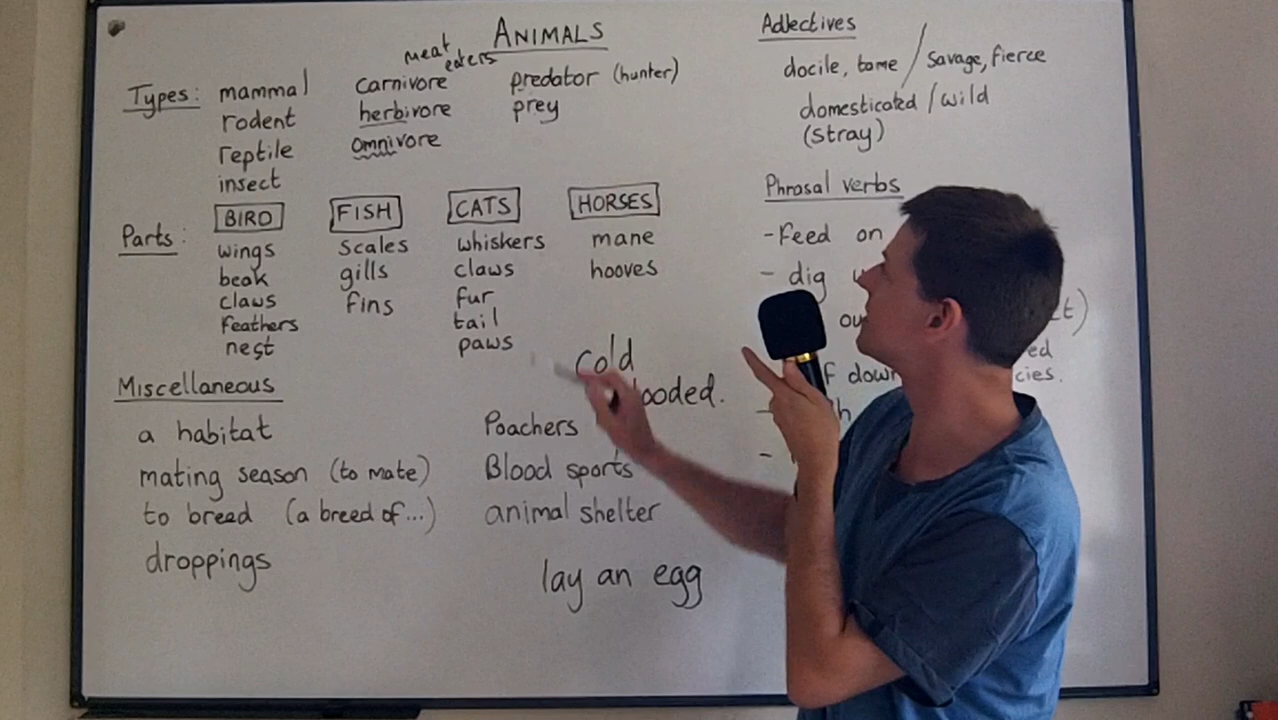 ANIMALS
Types:
mammal
rodent
reptile
insect
meat
eaters
carnivore
herbivore
omnivore
predator (hunter)
prey
Parts:
BIRD
wings
beak
claws
feathers
nest
FISH
scales
gills
fins
CATS
whiskers
claws
fur
tail
paws
HORSES
mane
hooves
Miscellaneous
a habitat
mating season (to mate)
to breed (a breed of...)
droppings
cold
Poachers
Blood sports
animal shelter
lay an egg
Adjectives
docile, tame / savage, fierce
domesticated / wild
(stray)
Phrasal verbs
- Feed on
- dig
down